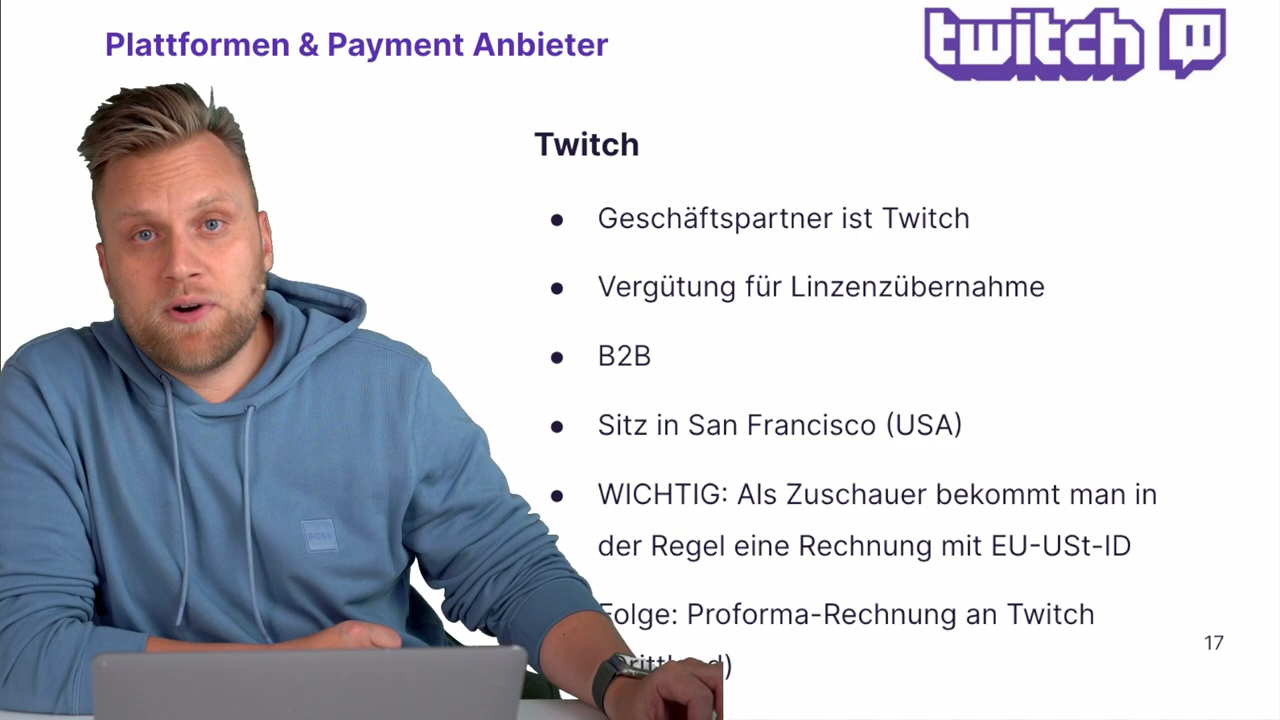 Plattformen & Payment Anbieter
twitch
Twitch
Geschäftspartner ist Twitch
Vergütung für Linzenzübernahme
B2B
Sitz in San Francisco (USA)
WICHTIG: Als Zuschauer bekommt man in
der Regel eine Rechnung mit EU-USt-ID
Folge: Proforma-Rechnung an Twitch
BOSS
17